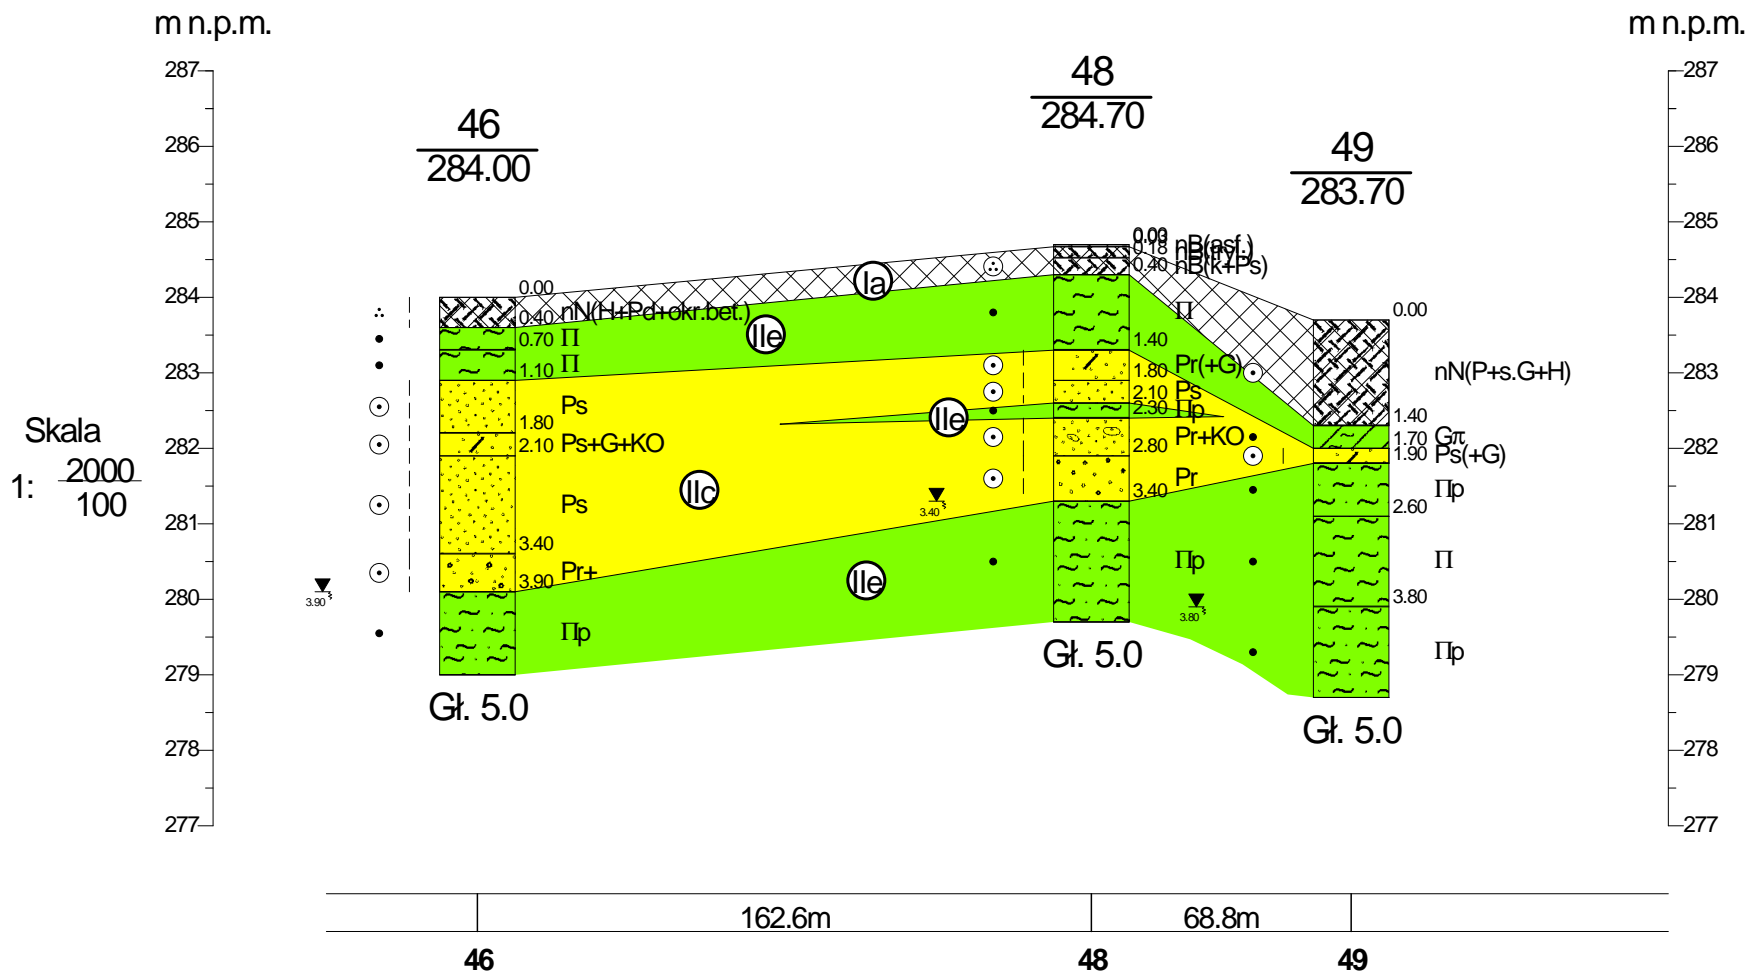 m n.p.m.
m n.p.m.
287
286
285
284
283
282
281
280
279
278
277
Skala
1: 2000
100
46
284.00
48
284.70
49
283.70
0.00
0.40 nN(H+Pd+okr.bet.)
0.70 Π
1.10 Π
Ps
1.80
2.10 Ps+G+KO
Ps
3.40
3.90 Pr+
Πp
Gł. 5.0
3.90
Ia
IIe
IIe
IIc
IIe
3.40
0.00
0.03 nB(asf.)
0.18
0.40 nB(k+Ps)
Π
1.40
Pr(+G)
1.80
2.10 Ps
2.30 Πp
Pr+KO
2.80
Pr
3.40
Πp
Gł. 5.0
3.80
0.00
nN(P+s.G+H)
1.40
1.70 Gπ
1.90 Ps(+G)
Πp
2.60
Π
3.80
Πp
Gł. 5.0
287
286
285
284
283
282
281
280
279
278
277
162.6m
68.8m
46
48
49